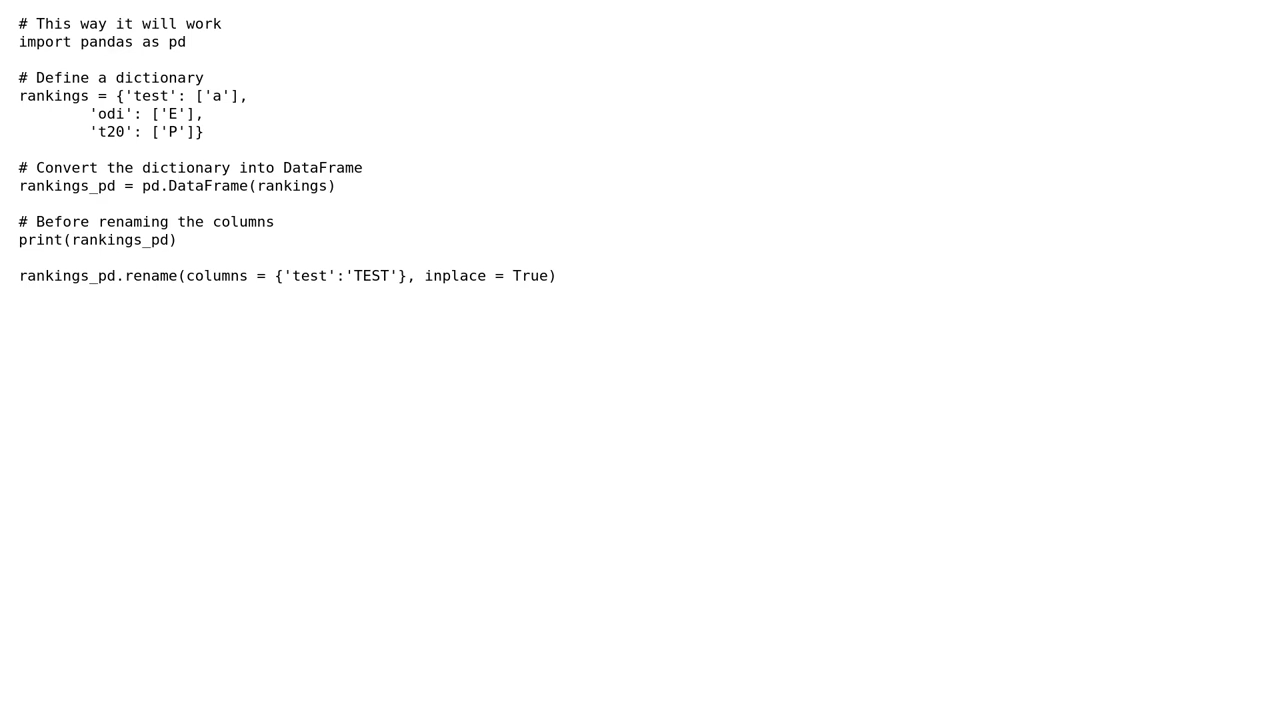 # This way it will work
import pandas as pd

# Define a dictionary
rankings = {'test': ['a'],
        'odi': ['E'],
        't20': ['P']}

# Convert the dictionary into DataFrame
rankings_pd = pd.DataFrame(rankings)

# Before renaming the columns
print(rankings_pd)

rankings_pd.rename(columns = {'test':'TEST'}, inplace = True)